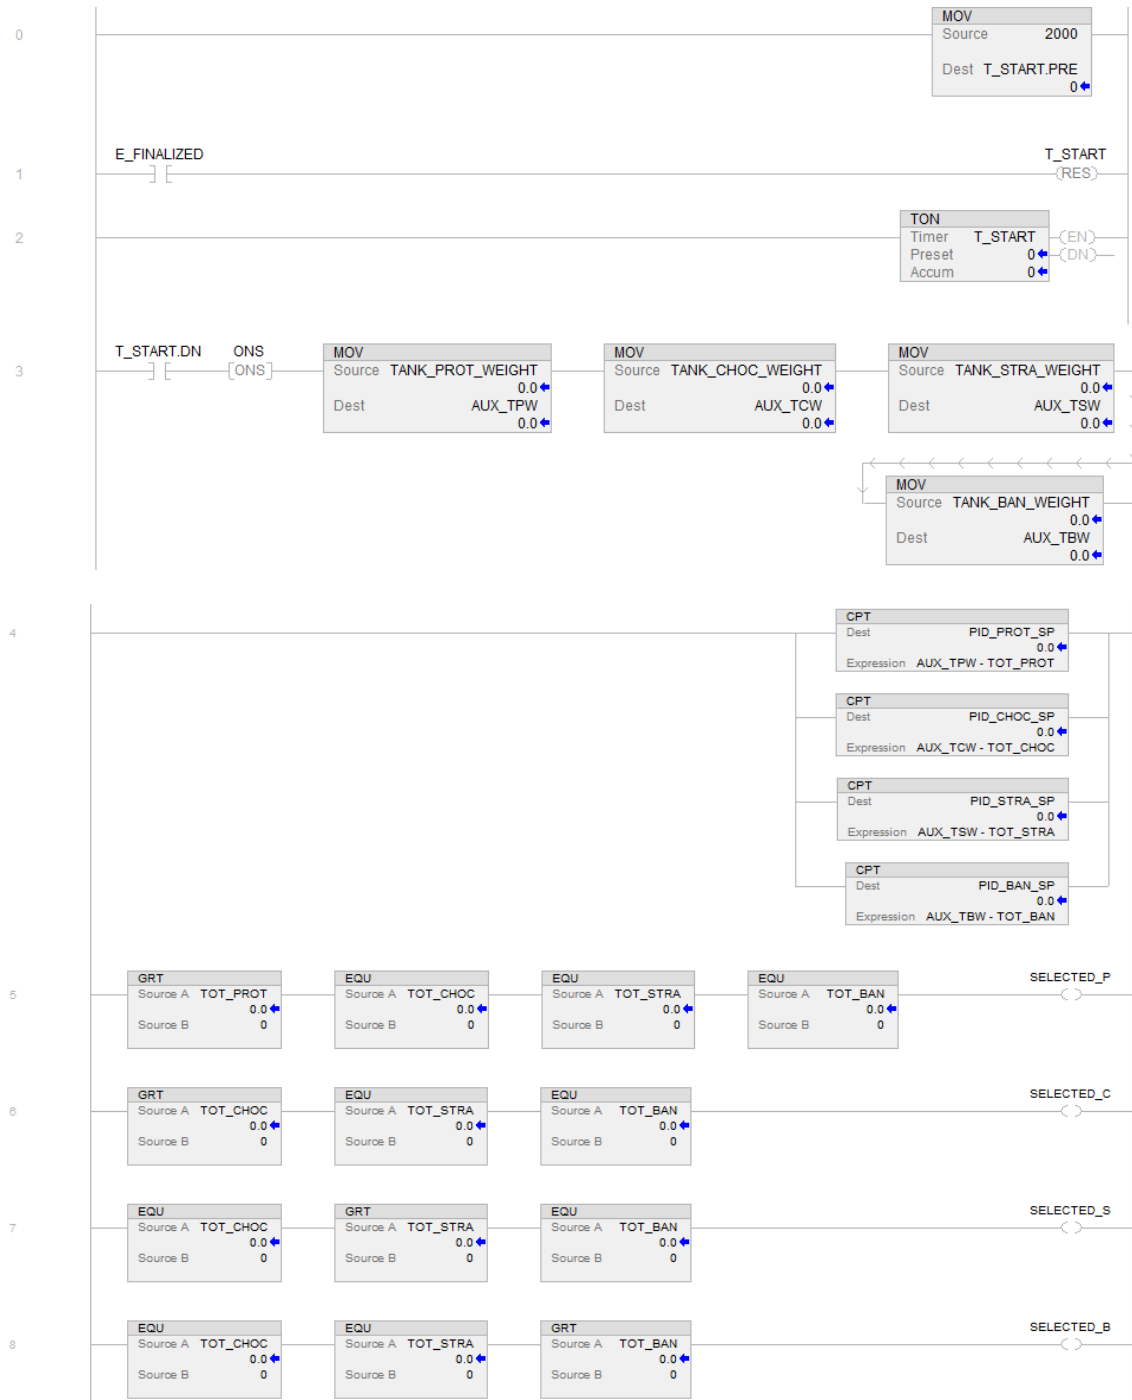 0
MOV
Source 2000
Dest T_START.PRE
0
1
E_FINALIZED
T_START
RES
2
TON
Timer T_START
Preset 0
Accum 0
EN
DN
3
T_START.DN
ONS
ONS
MOV
Source TANK_PROT_WEIGHT
0.0
Dest AUX_TPW
0.0
MOV
Source TANK_CHOC_WEIGHT
0.0
Dest AUX_TCW
0.0
MOV
Source TANK_STRA_WEIGHT
0.0
Dest AUX_TSW
0.0
MOV
Source TANK_BAN_WEIGHT
0.0
Dest AUX_TBW
0.0
4
CPT
Dest PID_PROT_SP
0.0
Expression AUX_TPW - TOT_PROT
CPT
Dest PID_CHOC_SP
0.0
Expression AUX_TCW - TOT_CHOC
CPT
Dest PID_STRA_SP
0.0
Expression AUX_TSW - TOT_STRA
CPT
Dest PID_BAN_SP
0.0
Expression AUX_TBW - TOT_BAN
5
GRT
Source A TOT_PROT
0.0
Source B 0
EQU
Source A TOT_CHOC
0.0
Source B 0
EQU
Source A TOT_STRA
0.0
Source B 0
EQU
Source A TOT_BAN
0.0
Source B 0
SELECTED_P
6
GRT
Source A TOT_CHOC
0.0
Source B 0
EQU
Source A TOT_STRA
0.0
Source B 0
EQU
Source A TOT_BAN
0.0
Source B 0
SELECTED_C
7
EQU
Source A TOT_CHOC
0.0
Source B 0
GRT
Source A TOT_STRA
0.0
Source B 0
EQU
Source A TOT_BAN
0.0
Source B 0
SELECTED_S
8
EQU
Source A TOT_CHOC
0.0
Source B 0
EQU
Source A TOT_STRA
0.0
Source B 0
GRT
Source A TOT_BAN
0.0
Source B 0
SELECTED_B